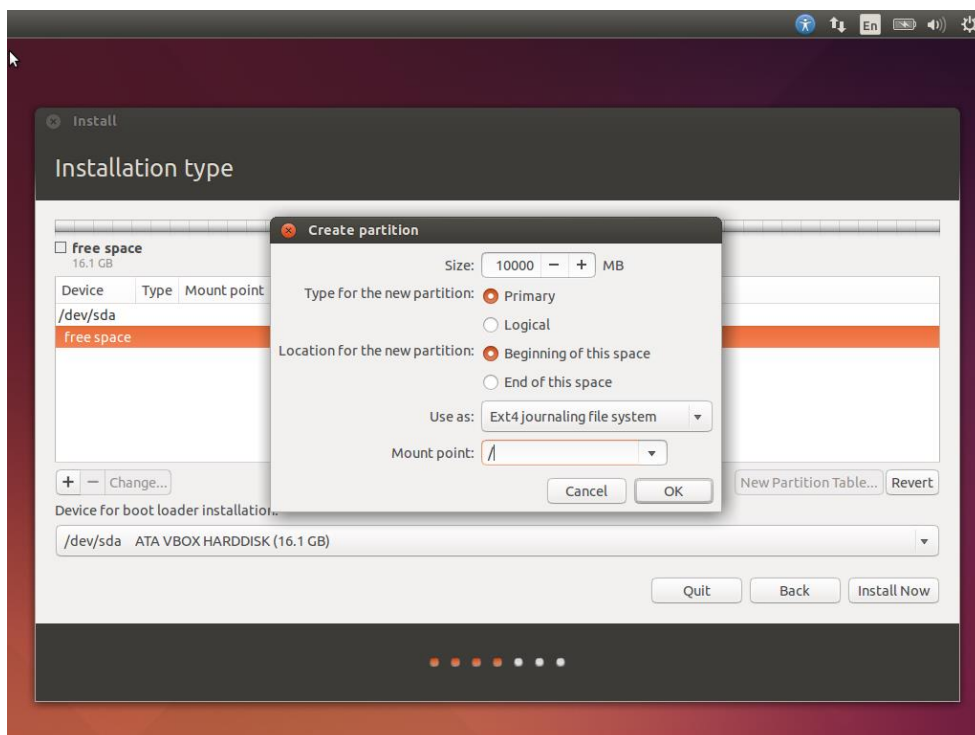 En
Install
Installation type
Create partition
free space
16.1 GB
Size: 10000 − + MB
Type for the new partition: Primary
Logical
Location for the new partition: Beginning of this space
End of this space
Use as: Ext4 journaling file system
Mount point: /
Cancel OK
Device Type Mount point
/dev/sda
free space
+ − Change... New Partition Table... Revert
Device for boot loader installation:
/dev/sda ATA VBOX HARDDISK (16.1 GB)
Quit Back Install Now